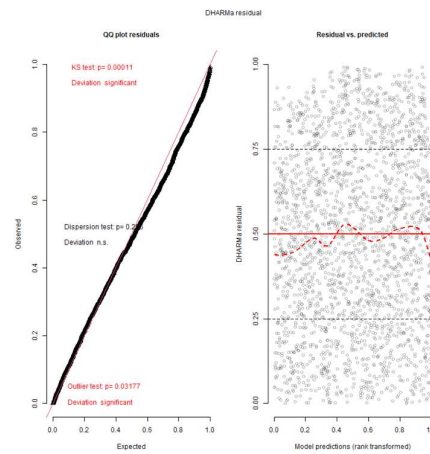 DHARMa residual
QQ plot residuals
KS test: p= 0.00011
Deviation significant
Dispersion test: p=
Deviation n.s.
Outlier test: p= 0.03177
Deviation significant
Observed
0.0 0.2 0.4 0.6 0.8 1.0
0.0 0.2 0.4 0.6 0.8 1.0
Expected
Residual vs. predicted
DHARMa residual
0.00 0.25 0.50 0.75 1.00
0.0 0.2 0.4 0.6 0.8
Model predictions (rank transformed)